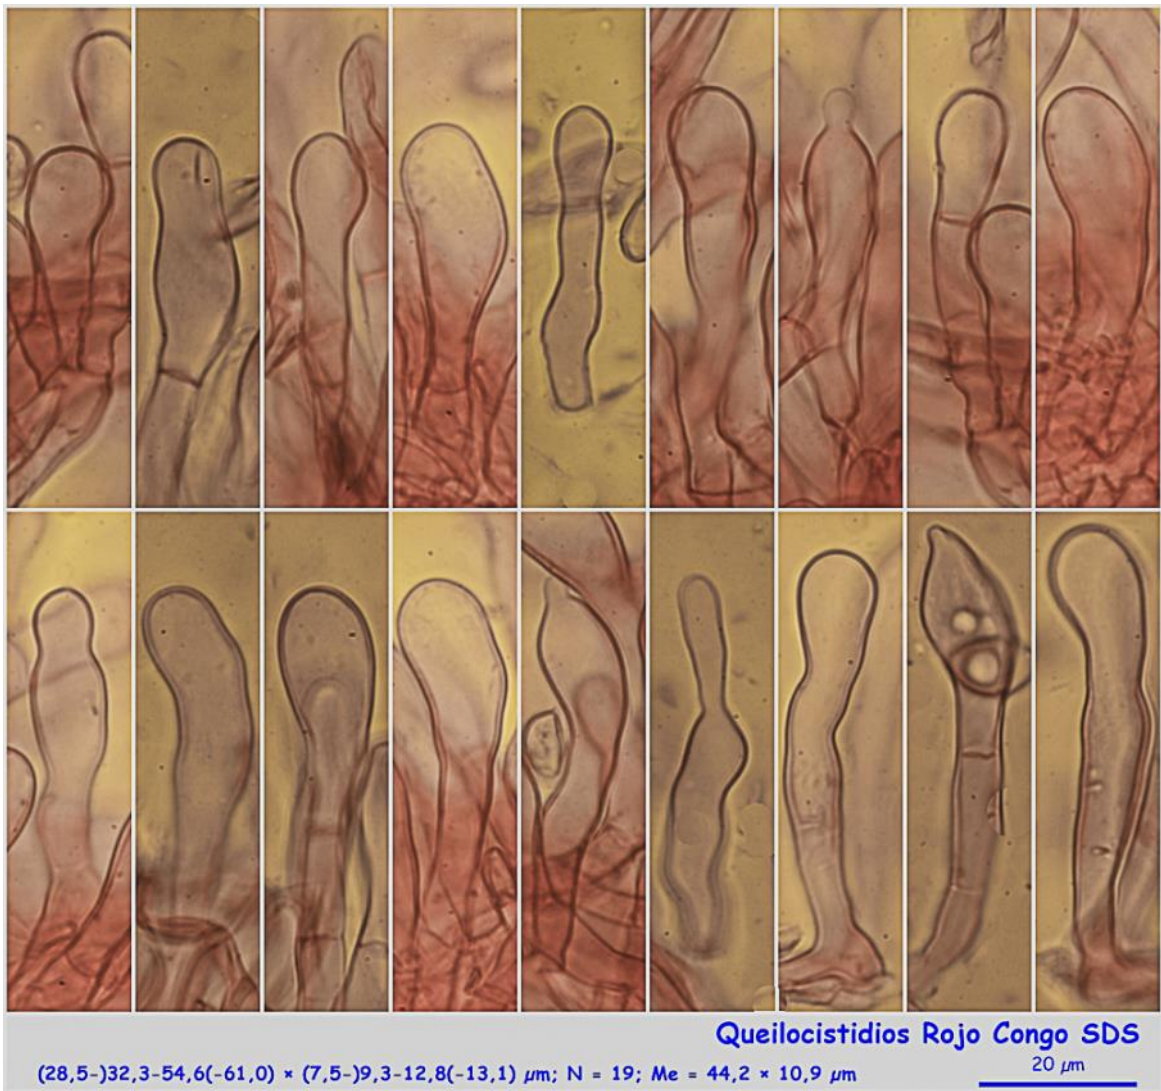 Queilocistidios Rojo Congo SDS
20 µm
(28,5-)32,3-54,6(-61,0) × (7,5-)9,3-12,8(-13,1) µm; N = 19; Me = 44,2 × 10,9 µm